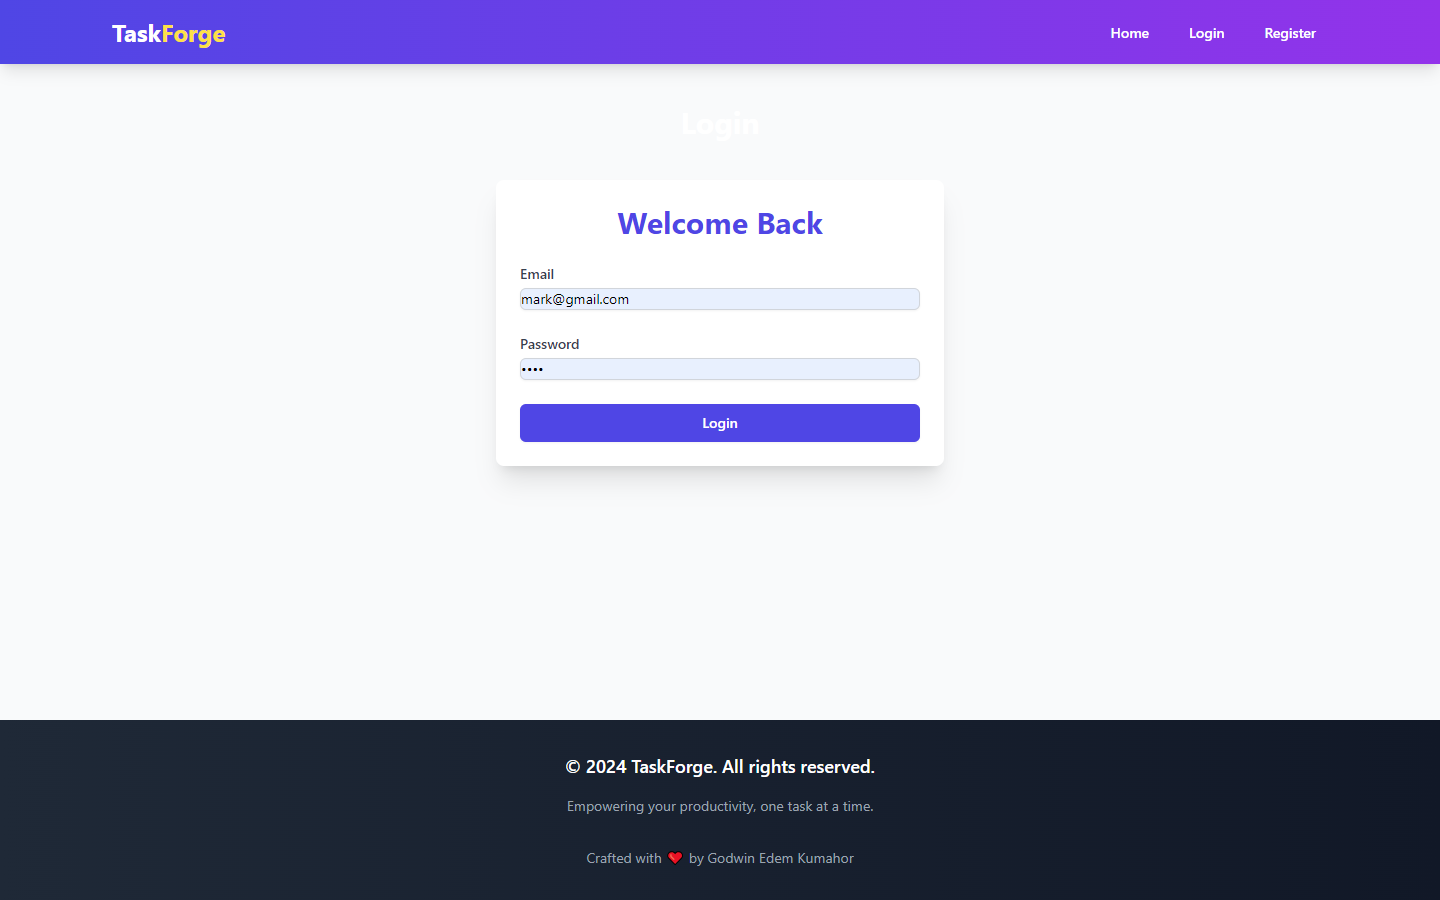 TaskForge
Home Login Register
Login
Welcome Back
Email
mark@gmail.com
Password
••••
Login
© 2024 TaskForge. All rights reserved.
Empowering your productivity, one task at a time.
Crafted with ❤️ by Godwin Edem Kumahor